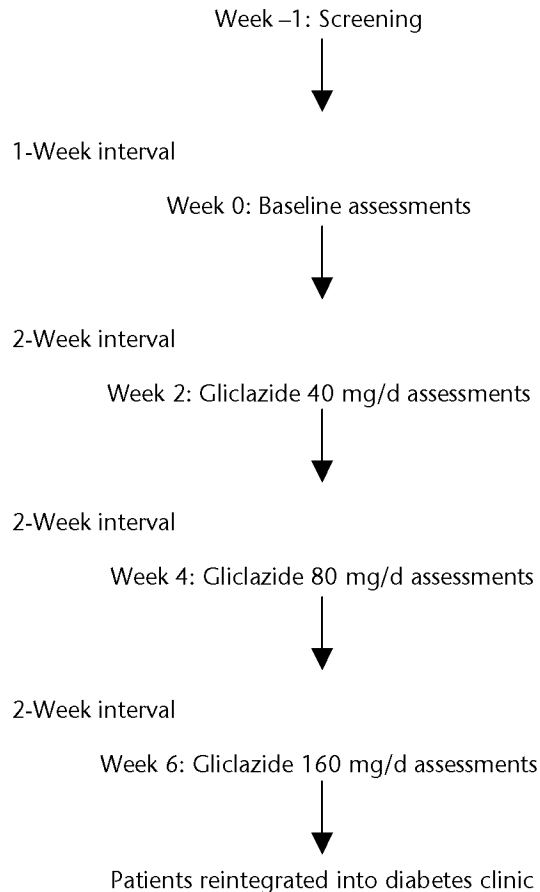 Week –1: Screening
1-Week interval
Week 0: Baseline assessments
2-Week interval
Week 2: Gliclazide 40 mg/d assessments
2-Week interval
Week 4: Gliclazide 80 mg/d assessments
2-Week interval
Week 6: Gliclazide 160 mg/d assessments
Patients reintegrated into diabetes clinic